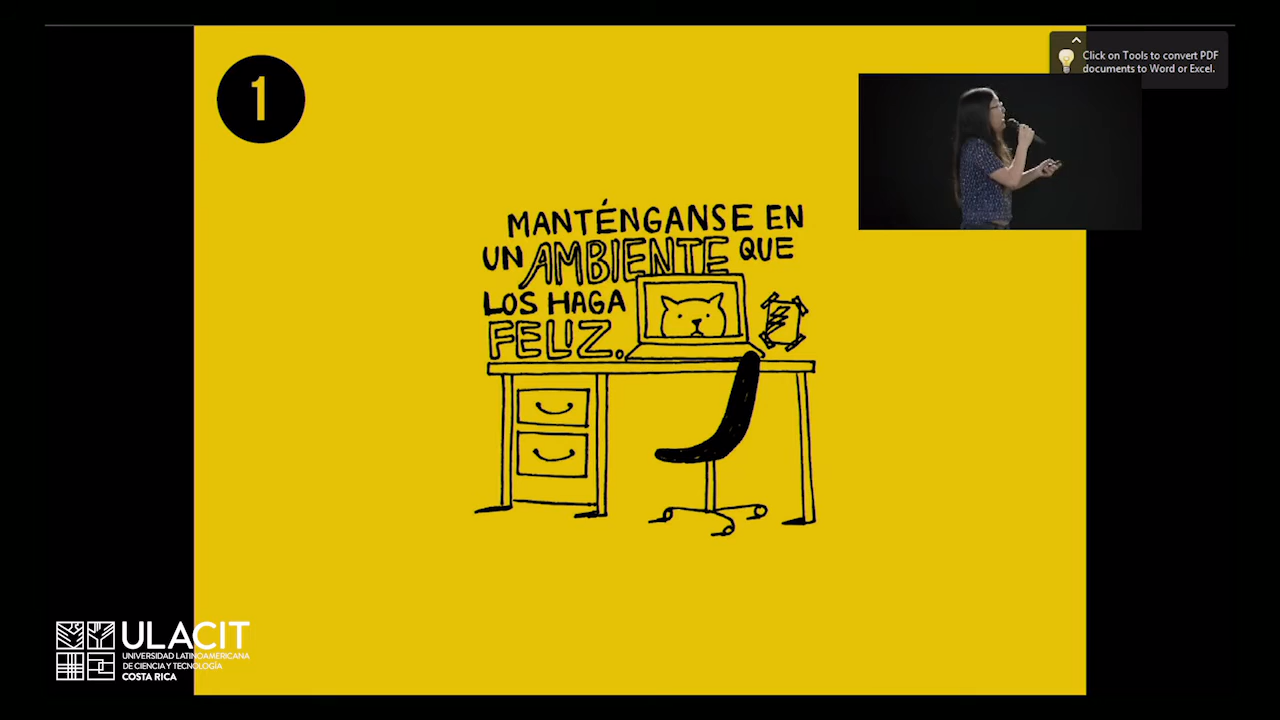 1
Click on Tools to convert PDF
documents to Word or Excel.
MANTÉNGANSE EN
UN AMBIENTE QUE
LOS HAGA
FELIZ.
ULACIT
UNIVERSIDAD LATINOAMERICANA
DE CIENCIA Y TECNOLOGÍA
COSTA RICA